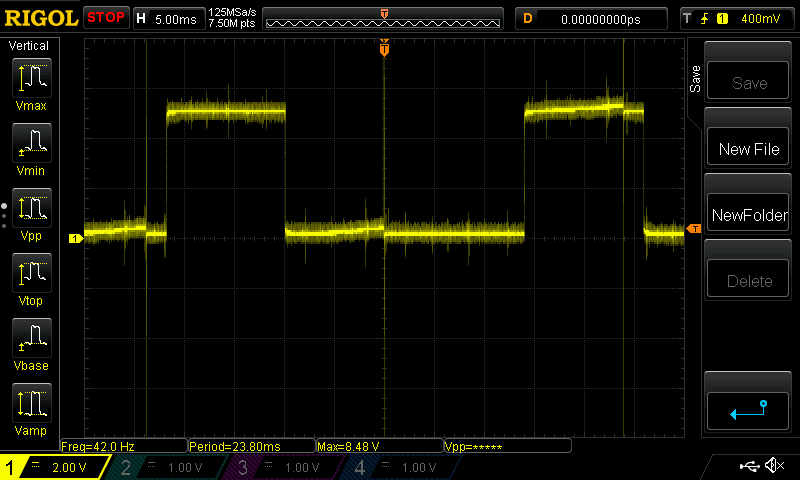 RIGOL STOP H 5.00ms 125MSa/s 7.50M pts T D 0.00000000ps T 1 400mV
Vertical
Vmax
Vmin
Vpp
Vtop
Vbase
Vamp
T
1
T
Save
Save
New File
NewFolder
Delete
Freq=42.0 Hz Period=23.80ms Max=8.48 V Vpp=*****
1 2.00 V 2 1.00 V 3 1.00 V 4 1.00 V